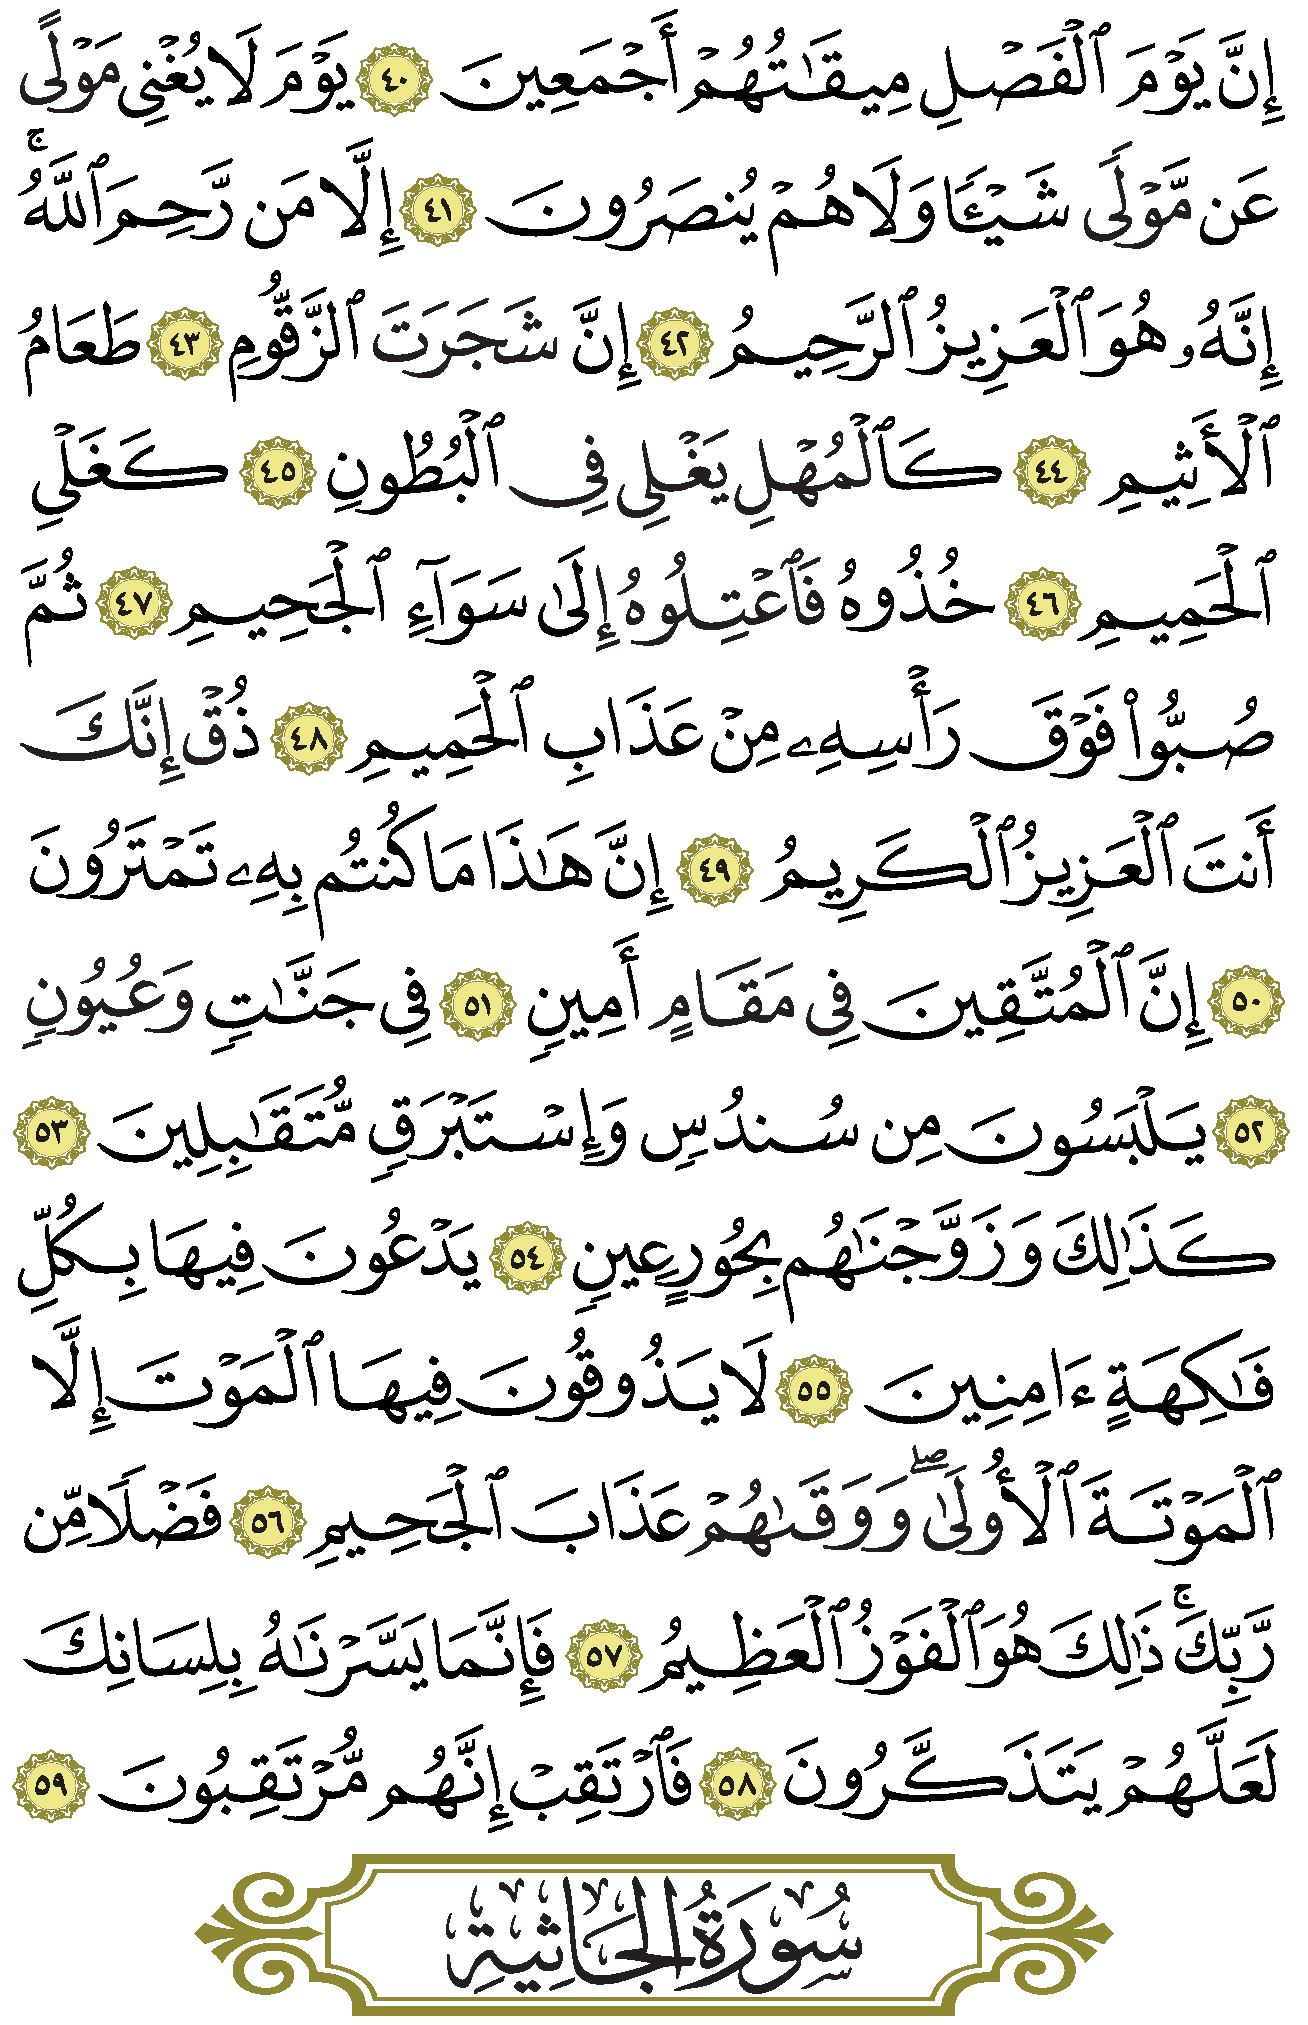 إِنَّ يَوْمَ ٱلْفَصْلِ مِيقَٰتُهُمْ أَجْمَعِينَ ٤٠ يَوْمَ لَا يُغْنِى مَوْلًى
عَن مَّوْلًى شَيْـًٔا وَلَا هُمْ يُنصَرُونَ ٤١ إِلَّا مَن رَّحِمَ ٱللَّهُ ۚ
إِنَّهُۥ هُوَ ٱلْعَزِيزُ ٱلرَّحِيمُ ٤٢ إِنَّ شَجَرَتَ ٱلزَّقُّومِ ٤٣ طَعَامُ
ٱلْأَثِيمِ ٤٤ كَٱلْمُهْلِ يَغْلِى فِى ٱلْبُطُونِ ٤٥ كَغَلْىِ
ٱلْحَمِيمِ ٤٦ خُذُوهُ فَٱعْتِلُوهُ إِلَىٰ سَوَآءِ ٱلْجَحِيمِ ٤٧ ثُمَّ
صُبُّوا۟ فَوْقَ رَأْسِهِۦ مِنْ عَذَابِ ٱلْحَمِيمِ ٤٨ ذُقْ إِنَّكَ
أَنتَ ٱلْعَزِيزُ ٱلْكَرِيمُ ٤٩ إِنَّ هَٰذَا مَا كُنتُم بِهِۦ تَمْتَرُونَ
٥٠ إِنَّ ٱلْمُتَّقِينَ فِى مَقَامٍ أَمِينٍ ٥١ فِى جَنَّٰتٍ وَعُيُونٍ
٥٢ يَلْبَسُونَ مِن سُندُسٍ وَإِسْتَبْرَقٍ مُّتَقَٰبِلِينَ ٥٣
كَذَٰلِكَ وَزَوَّجْنَٰهُم بِحُورٍ عِينٍ ٥٤ يَدْعُونَ فِيهَا بِكُلِّ
فَٰكِهَةٍ ءَامِنِينَ ٥٥ لَا يَذُوقُونَ فِيهَا ٱلْمَوْتَ إِلَّا
ٱلْمَوْتَةَ ٱلْأُولَىٰ ۖ وَوَقَىٰهُمْ عَذَابَ ٱلْجَحِيمِ ٥٦ فَضْلًا مِّن
رَّبِّكَ ۚ ذَٰلِكَ هُوَ ٱلْفَوْزُ ٱلْعَظِيمُ ٥٧ فَإِنَّمَا يَسَّرْنَٰهُ بِلِسَانِكَ
لَعَلَّهُمْ يَتَذَكَّرُونَ ٥٨ فَٱرْتَقِبْ إِنَّهُم مُّرْتَقِبُونَ ٥٩
سُورَةُ الْجَاثِيَةِ